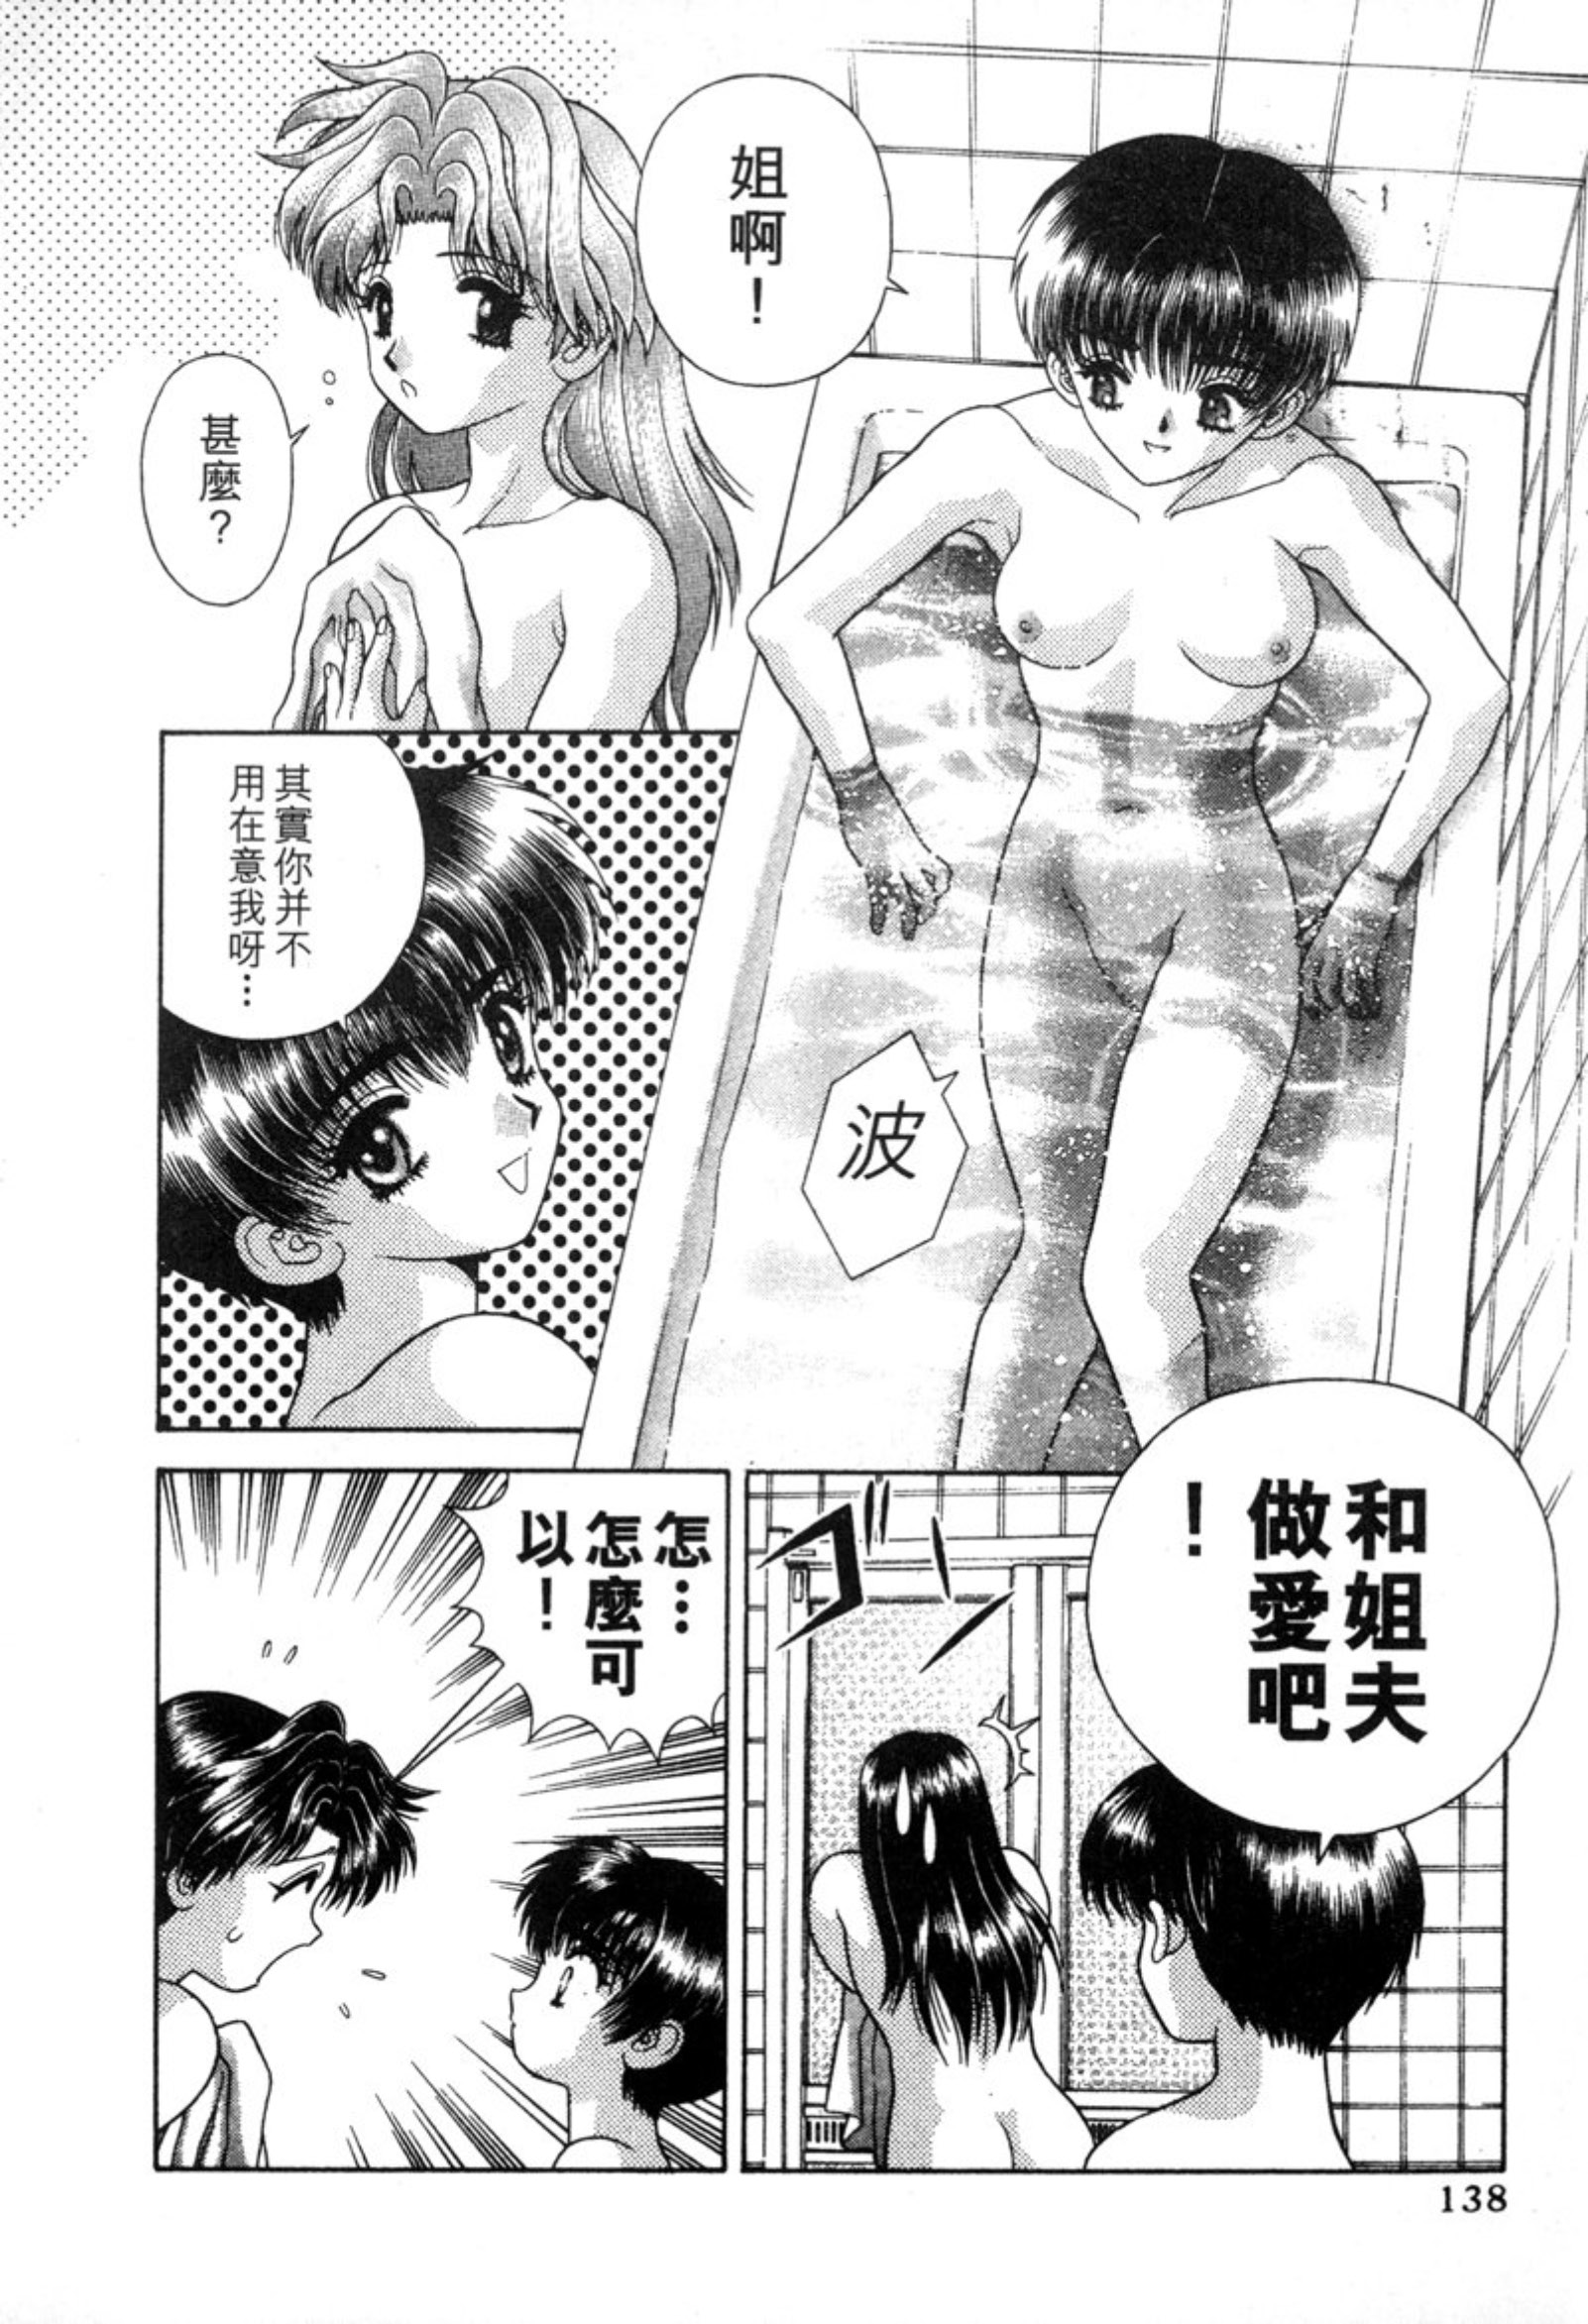 姐啊！
甚麼？
波
其實你并不
用在意我呀…
和姐夫
做愛吧
！
ゴ
怎…
怎麼可
以！
138